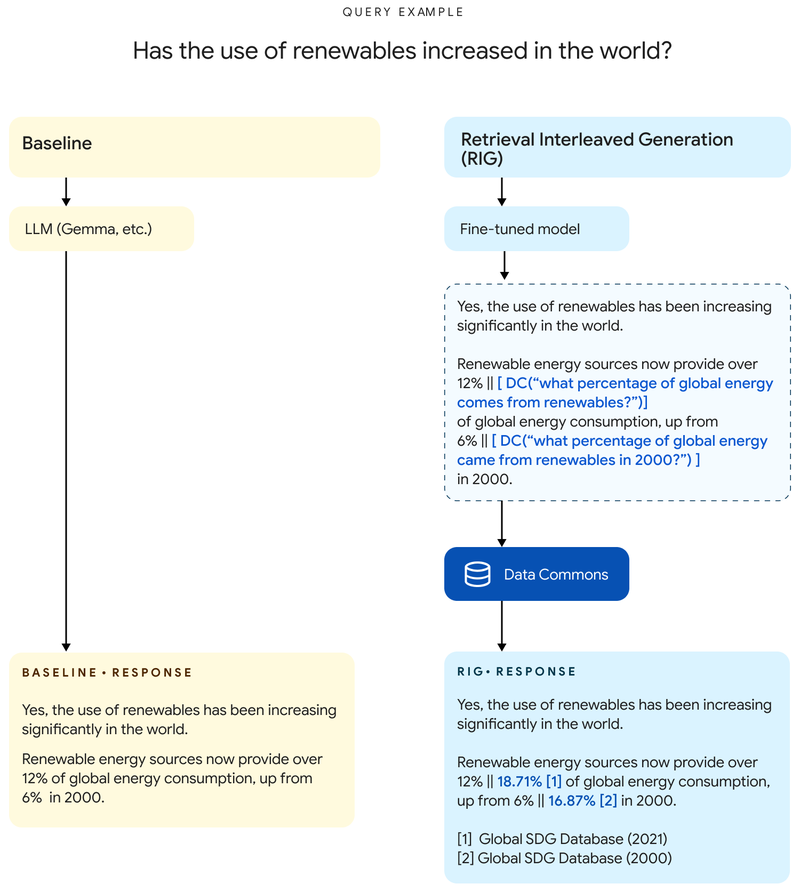 QUERY EXAMPLE
Has the use of renewables increased in the world?
Baseline
LLM (Gemma, etc.)
BASELINE • RESPONSE
Yes, the use of renewables has been increasing
significantly in the world.
Renewable energy sources now provide over
12% of global energy consumption, up from
6% in 2000.
Retrieval Interleaved Generation
(RIG)
Fine-tuned model
Yes, the use of renewables has been increasing
significantly in the world.
Renewable energy sources now provide over
12% || [ DC(“what percentage of global energy
comes from renewables?”)]
of global energy consumption, up from
6% || [ DC(“what percentage of global energy
came from renewables in 2000?”) ]
in 2000.
Data Commons
RIG • RESPONSE
Yes, the use of renewables has been increasing
significantly in the world.
Renewable energy sources now provide over
12% || 18.71% [1] of global energy consumption,
up from 6% || 16.87% [2] in 2000.
[1] Global SDG Database (2021)
[2] Global SDG Database (2000)